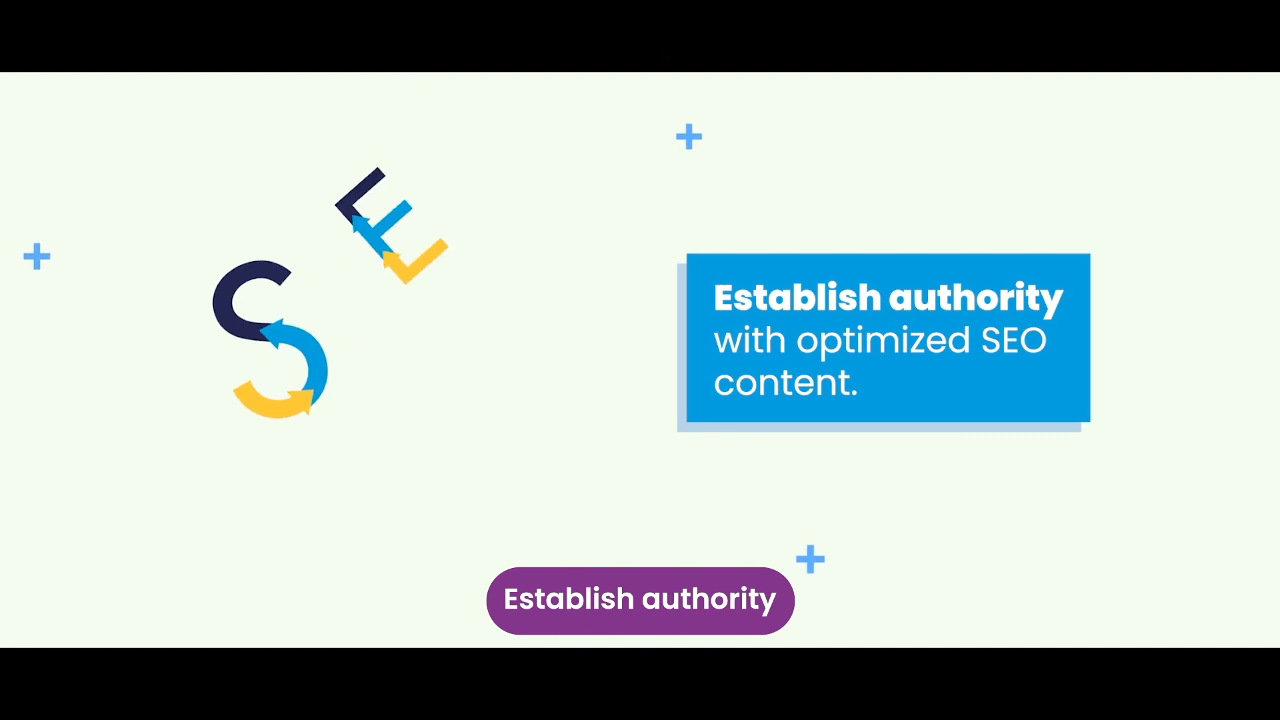 S
E
Establish authority
with optimized SEO
content.
Establish authority